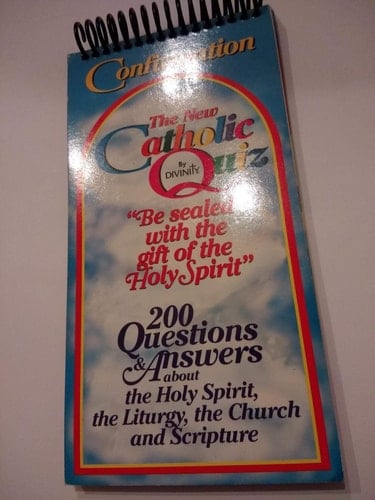 Confirmation
The New
Catholic
Quiz
By
DIVINITY
"Be sealed
with the
gift of the
Holy Spirit"
200
Questions
& Answers
about
the Holy Spirit,
the Liturgy, the Church
and Scripture